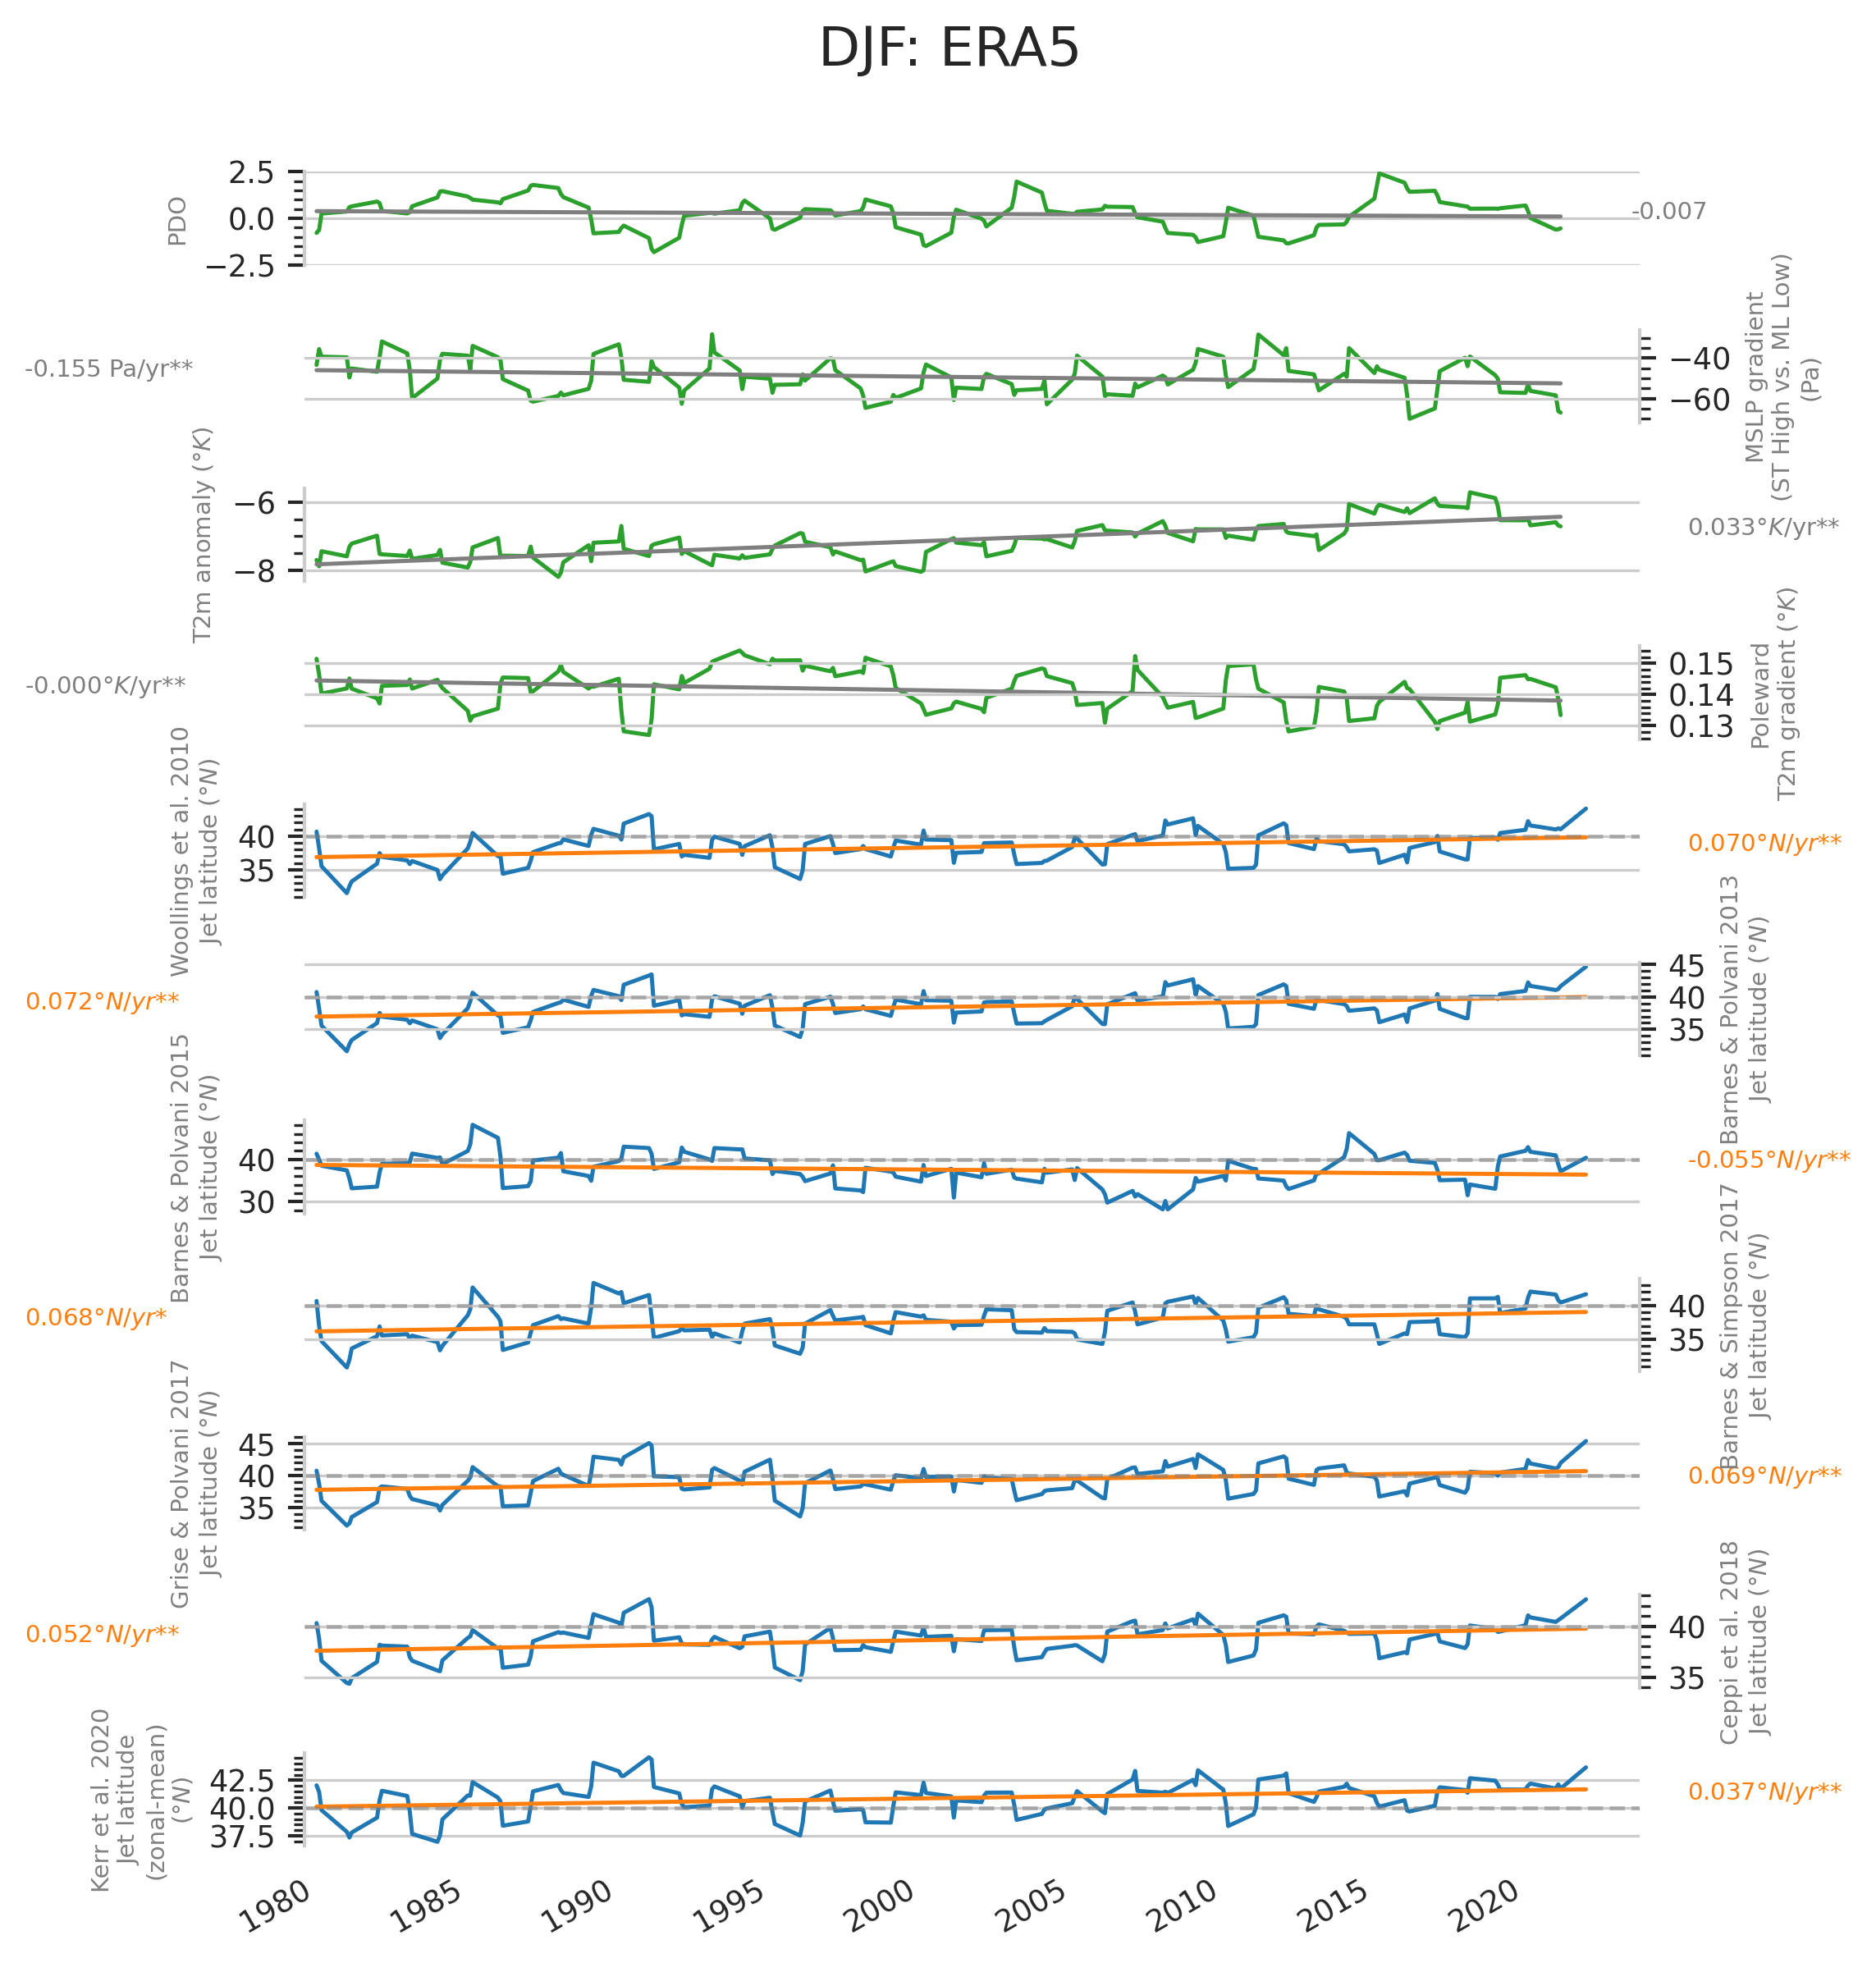 DJF: ERA5
PDO
2.5
0.0
−2.5
-0.007
-0.155 Pa/yr**
−40
−60
MSLP gradient
(ST High vs. ML Low)
(Pa)
T2m anomaly (°K)
−6
−8
0.033°K/yr**
-0.000°K/yr**
0.15
0.14
0.13
Poleward
T2m gradient (°K)
Woollings et al. 2010
Jet latitude (°N)
40
35
0.070°N/yr**
0.072°N/yr**
45
40
35
Barnes & Polvani 2013
Jet latitude (°N)
Barnes & Polvani 2015
Jet latitude (°N)
40
30
-0.055°N/yr**
0.068°N/yr*
40
35
Barnes & Simpson 2017
Jet latitude (°N)
Grise & Polvani 2017
Jet latitude (°N)
45
40
35
0.069°N/yr**
0.052°N/yr**
40
35
Ceppi et al. 2018
Jet latitude (°N)
Kerr et al. 2020
Jet latitude
(zonal-mean)
(°N)
42.5
40.0
37.5
0.037°N/yr**
1980
1985
1990
1995
2000
2005
2010
2015
2020